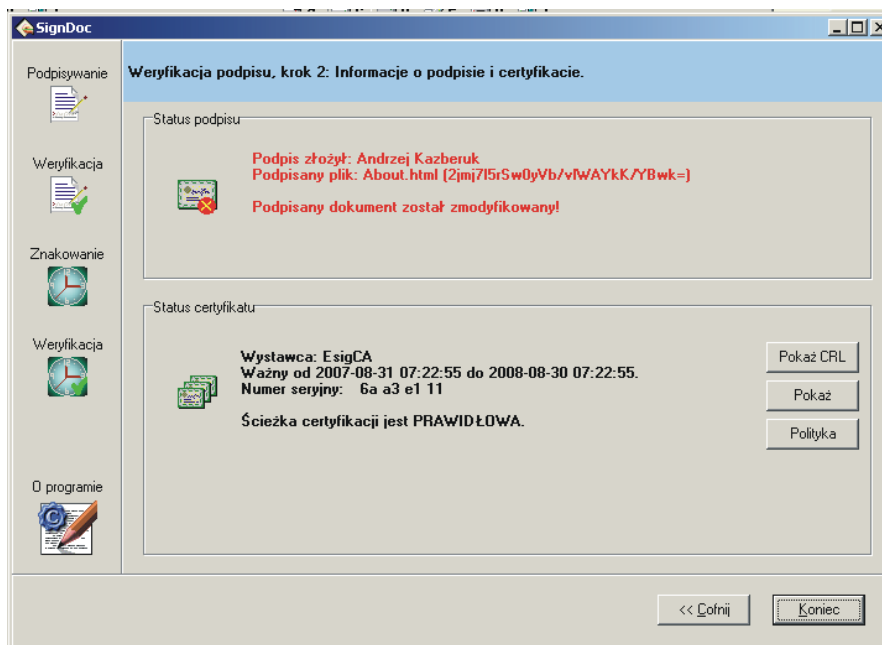 SignDoc
Podpisywanie
Weryfikacja
Znakowanie
Weryfikacja
O programie
Weryfikacja podpisu, krok 2: Informacje o podpisie i certyfikacie.
Status podpisu
Podpis złożył: Andrzej Kazberuk
Podpisany plik: About.html (2jmj7I5rSw0yVb/vIWAYkK/YBwk=)
Podpisany dokument został zmodyfikowany!
Status certyfikatu
Wystawca: EsigCA
Ważny od 2007-08-31 07:22:55 do 2008-08-30 07:22:55.
Numer seryjny: 6a a3 e1 11
Ścieżka certyfikacji jest PRAWIDŁOWA.
Pokaż CRL
Pokaż
Polityka
<< Cofnij
Koniec